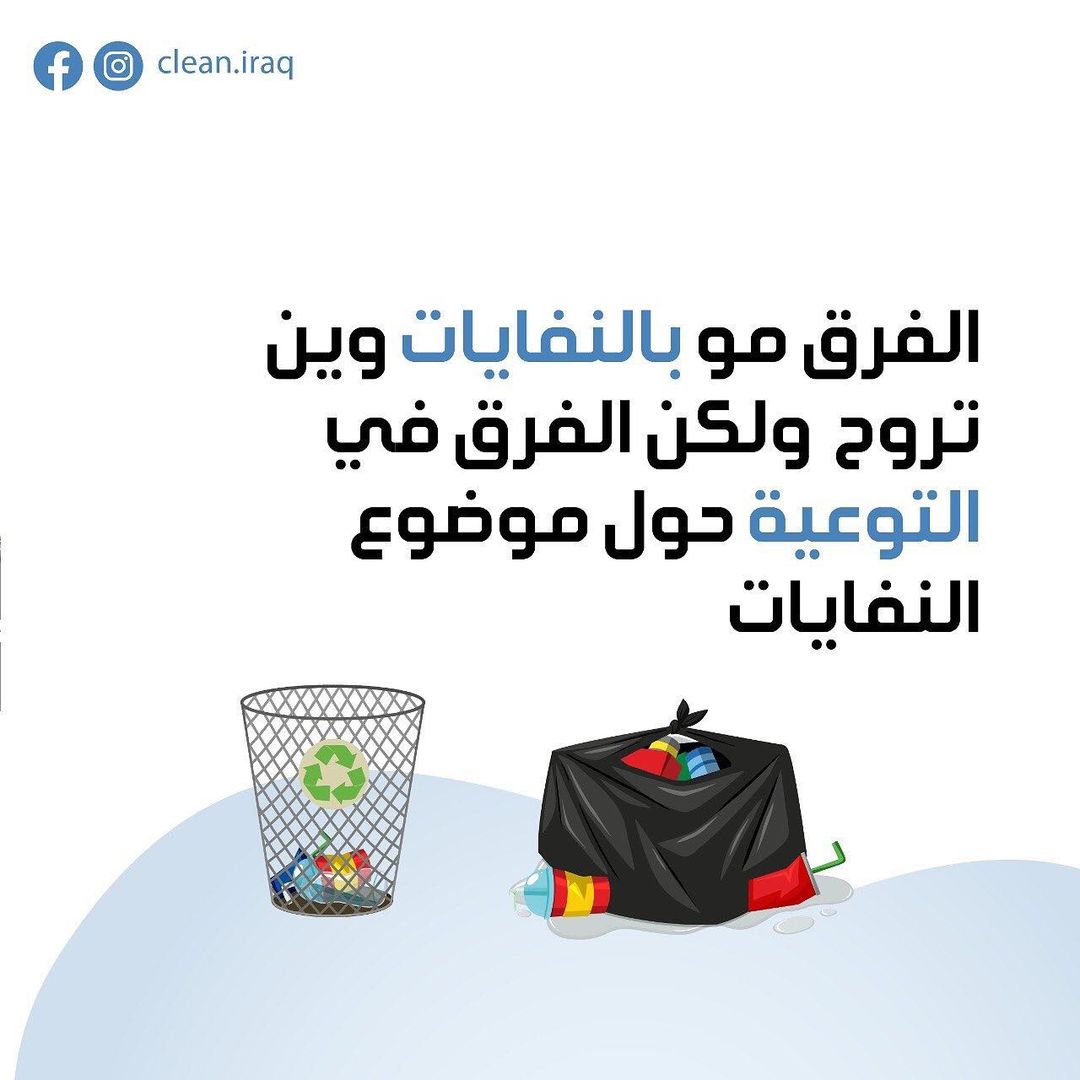 clean.iraq
الفرق مو بالنفايات وين
تروح ولكن الفرق في
التوعية حول موضوع
النفايات